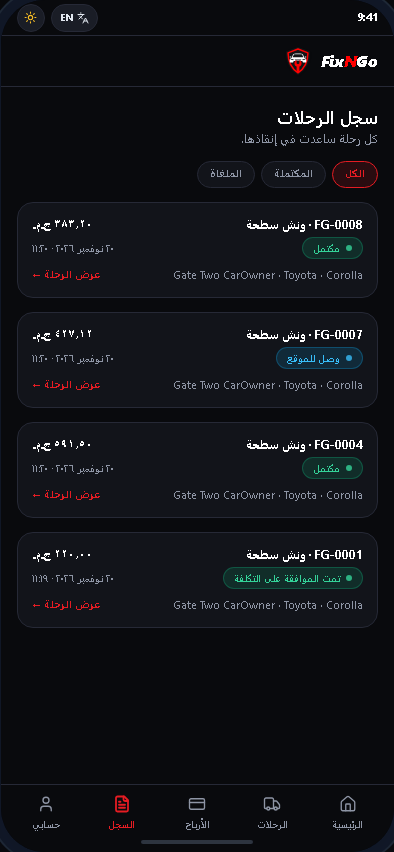 9:41
EN
FixNGo
سجل الرحلات
كل رحلة ساعدت في إنقاذها.
الكل
المكتملة
الملغاة
FG-0008 · ونش سطحة
٣٨٣٫٢٠ ج.م.
مكتمل
٢٠ نوفمبر ٢٠٢٦ - ١١:٢٠
Gate Two CarOwner · Toyota · Corolla
عرض الرحلة ←
FG-0007 · ونش سطحة
٤٢٧٫١٢ ج.م.
وصل للموقع
٢٠ نوفمبر ٢٠٢٦ - ١١:٢٠
Gate Two CarOwner · Toyota · Corolla
عرض الرحلة ←
FG-0004 · ونش سطحة
٥٩١٫٥٠ ج.م.
مكتمل
٢٠ نوفمبر ٢٠٢٦ - ١١:٢٠
Gate Two CarOwner · Toyota · Corolla
عرض الرحلة ←
FG-0001 · ونش سطحة
٢٢٠٫٠٠ ج.م.
تمت الموافقة على التكلفة
٢٠ نوفمبر ٢٠٢٦ - ١١:١٩
Gate Two CarOwner · Toyota · Corolla
عرض الرحلة ←
الرئيسية
الرحلات
الأرباح
السجل
حسابي